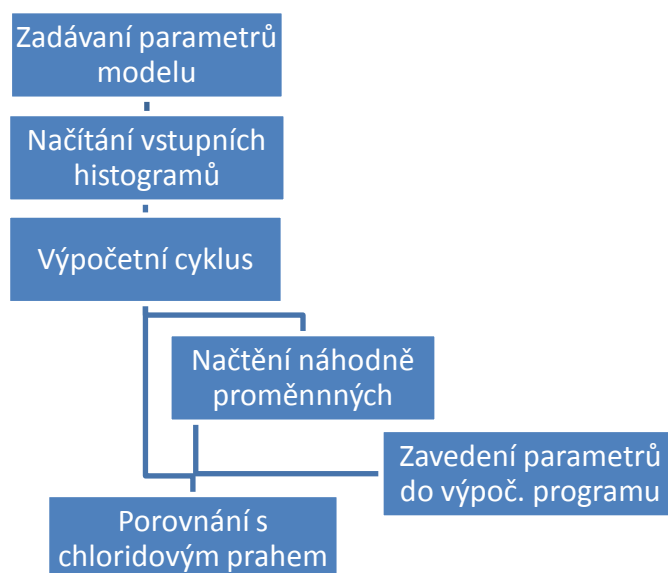 Zadávaní parametrů
modelu
Načítání vstupních
histogramů
Výpočetní cyklus
Načtění náhodně
proměnnných
Zavedení parametrů
do výpoč. programu
Porovnání s
chloridovým prahem